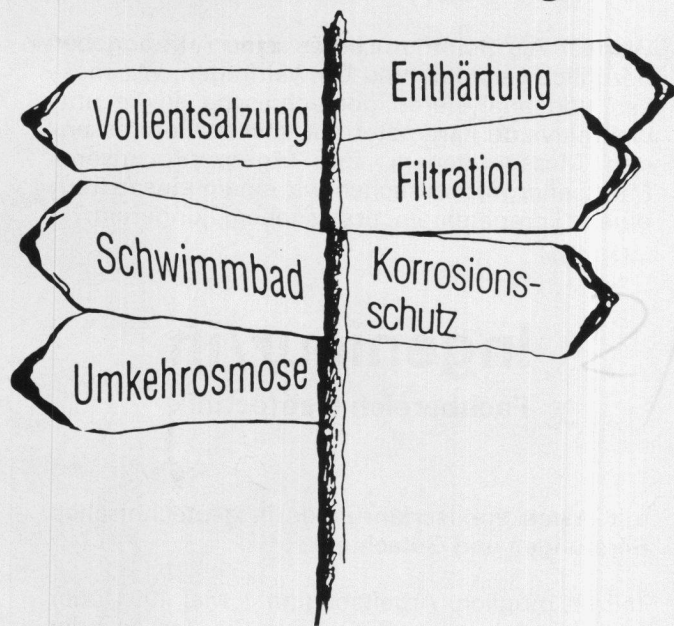 Vollentsalzung
Schwimmbad
Umkehrosmose
Enthärtung
Filtration
Korrosions-
schutz